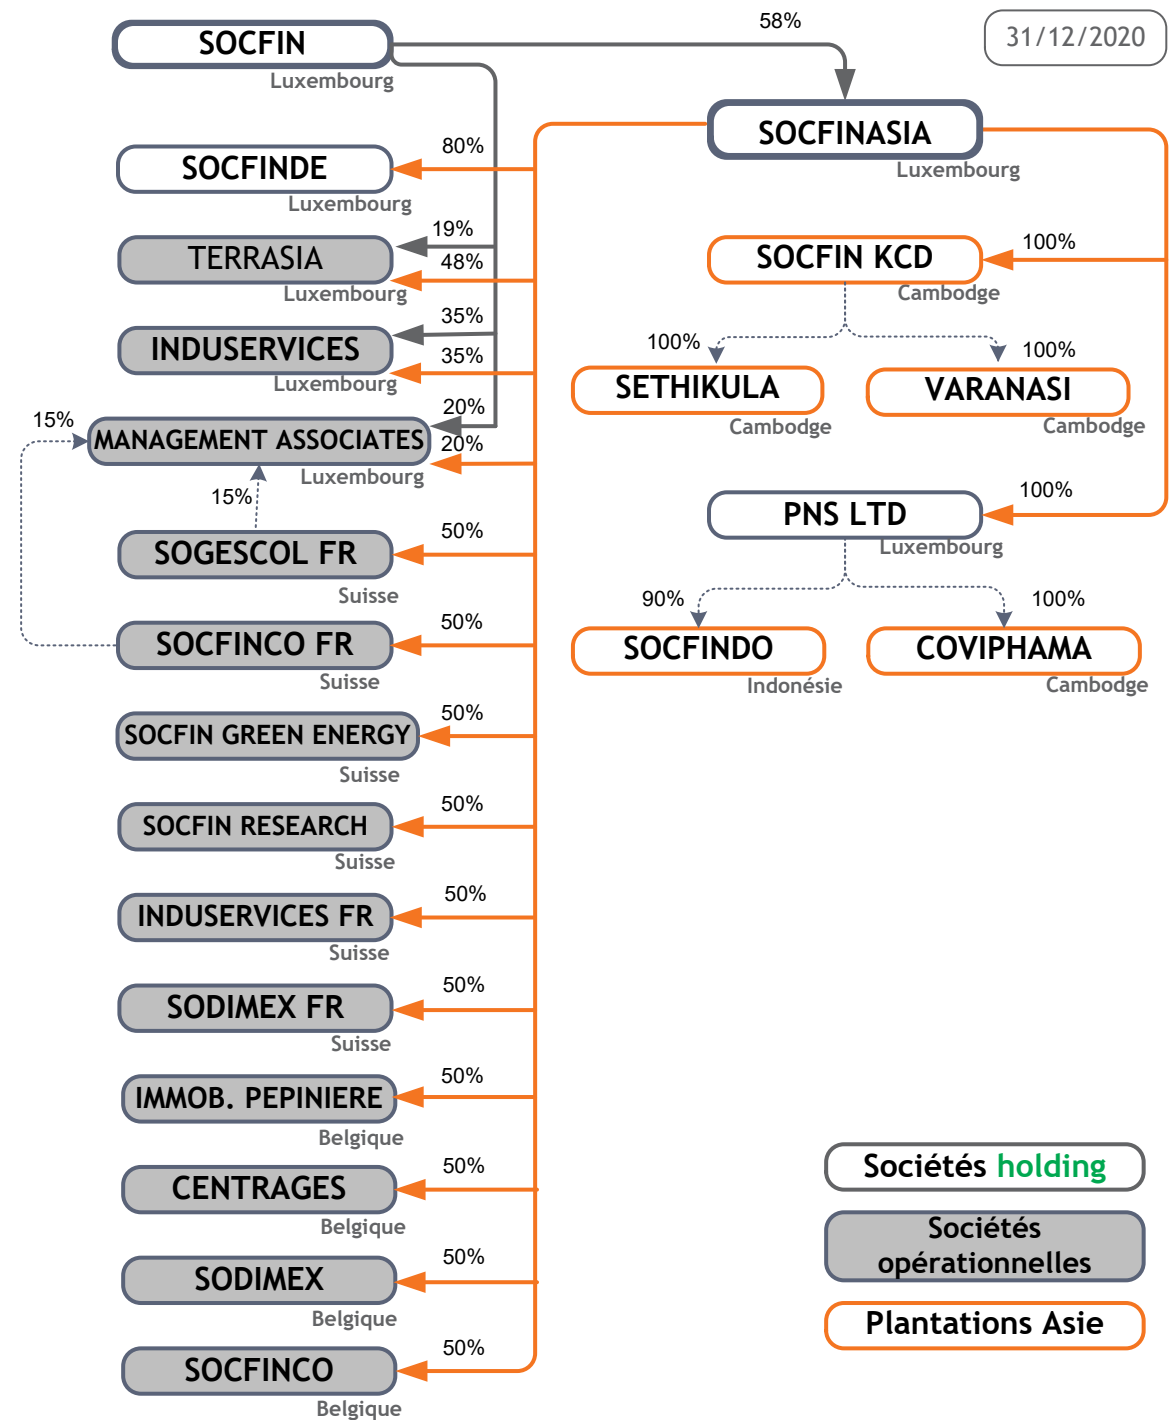 58%
31/12/2020
SOCFIN
Luxembourg
SOCFINASIA
Luxembourg
80%
SOCFINDE
Luxembourg
19%
TERRASIA
48%
Luxembourg
100%
SOCFIN KCD
Cambodge
35%
INDUSERVICES
35%
Luxembourg
100%
SETHIKULA
Cambodge
100%
VARANASI
Cambodge
15%
20%
MANAGEMENT ASSOCIATES
20%
Luxembourg
15%
100%
PNS LTD
Luxembourg
50%
SOGESCOL FR
Suisse
90%
SOCFINDO
Indonésie
100%
COVIPHAMA
Cambodge
50%
SOCFINCO FR
Suisse
50%
SOCFIN GREEN ENERGY
Suisse
50%
SOCFIN RESEARCH
Suisse
50%
INDUSERVICES FR
Suisse
50%
SODIMEX FR
Suisse
50%
IMMOB. PEPINIERE
Belgique
50%
CENTRAGES
Belgique
50%
SODIMEX
Belgique
50%
SOCFINCO
Belgique
Sociétés holding
Sociétés
opérationnelles
Plantations Asie